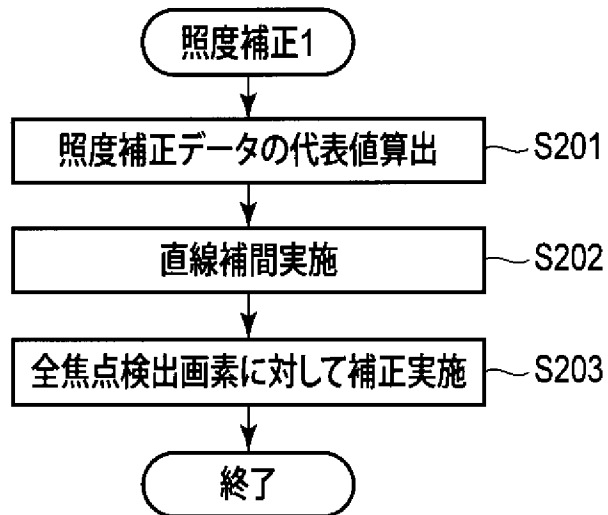 照度補正1
照度補正データの代表値算出
S201
直線補間実施
S202
全焦点検出画素に対して補正実施
S203
終了